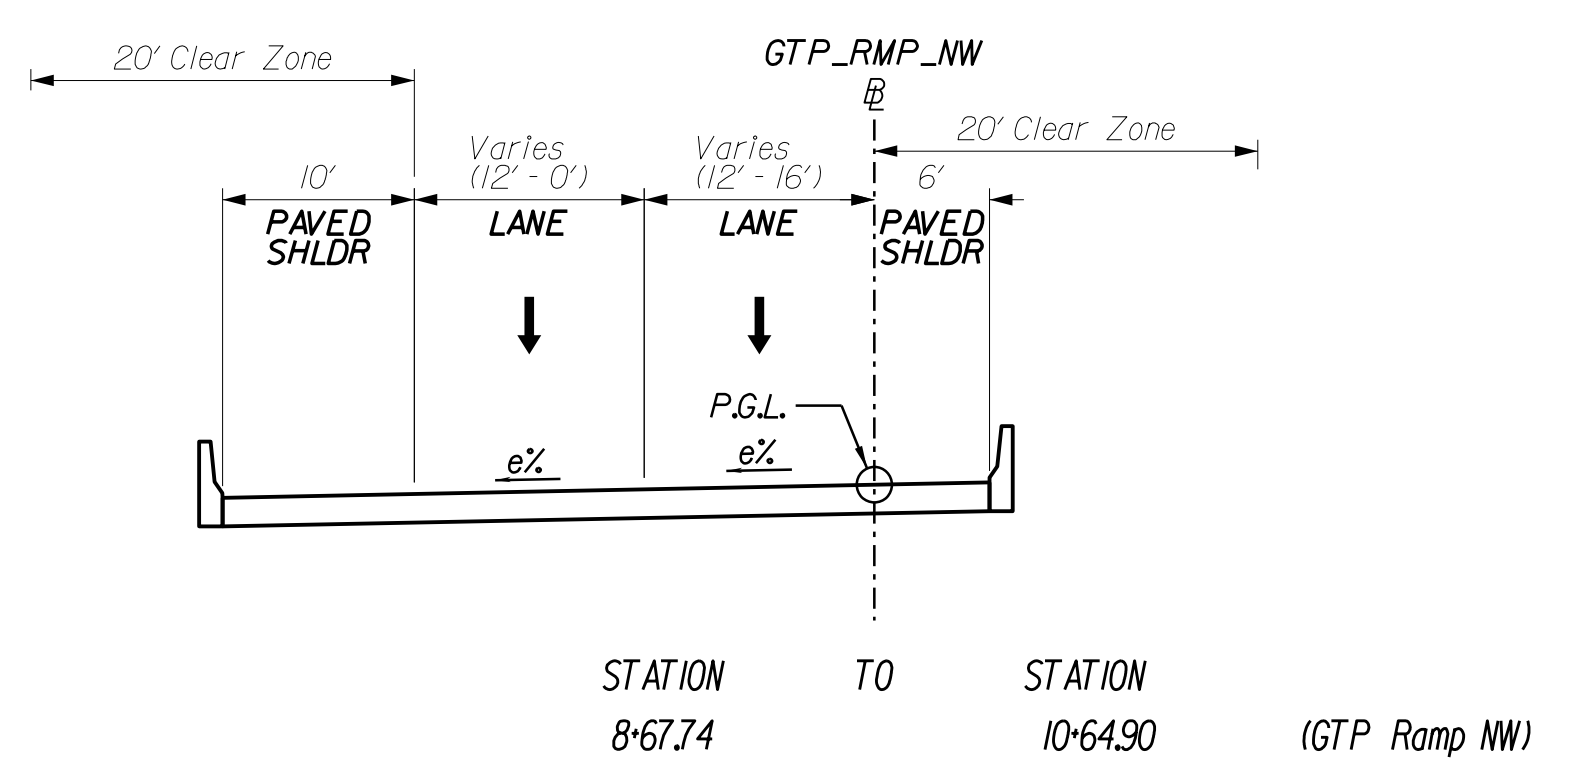 20' Clear Zone
GTP_RMP_NW
BL
20' Clear Zone
Varies
(12' - 0')
Varies
(12' - 16')
10'
6'
PAVED
SHLDR
LANE
LANE
PAVED
SHLDR
P.G.L.
e%
e%
STATION TO STATION
8+67.74 10+64.90 (GTP Ramp NW)